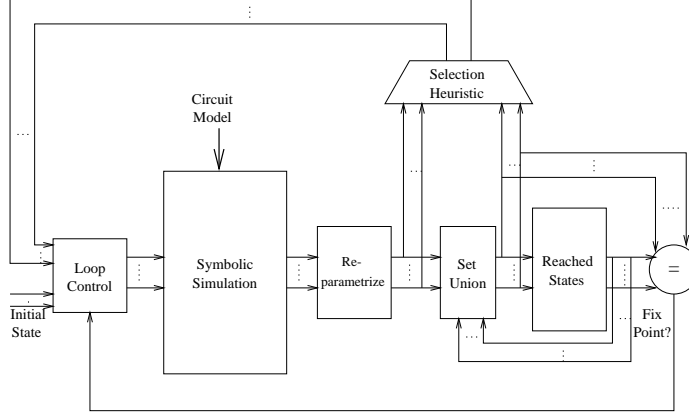 Selection
Heuristic
Circuit
Model
Loop
Control
Symbolic
Simulation
Re-
parametrize
Set
Union
Reached
States
=
Initial
State
Fix
Point?